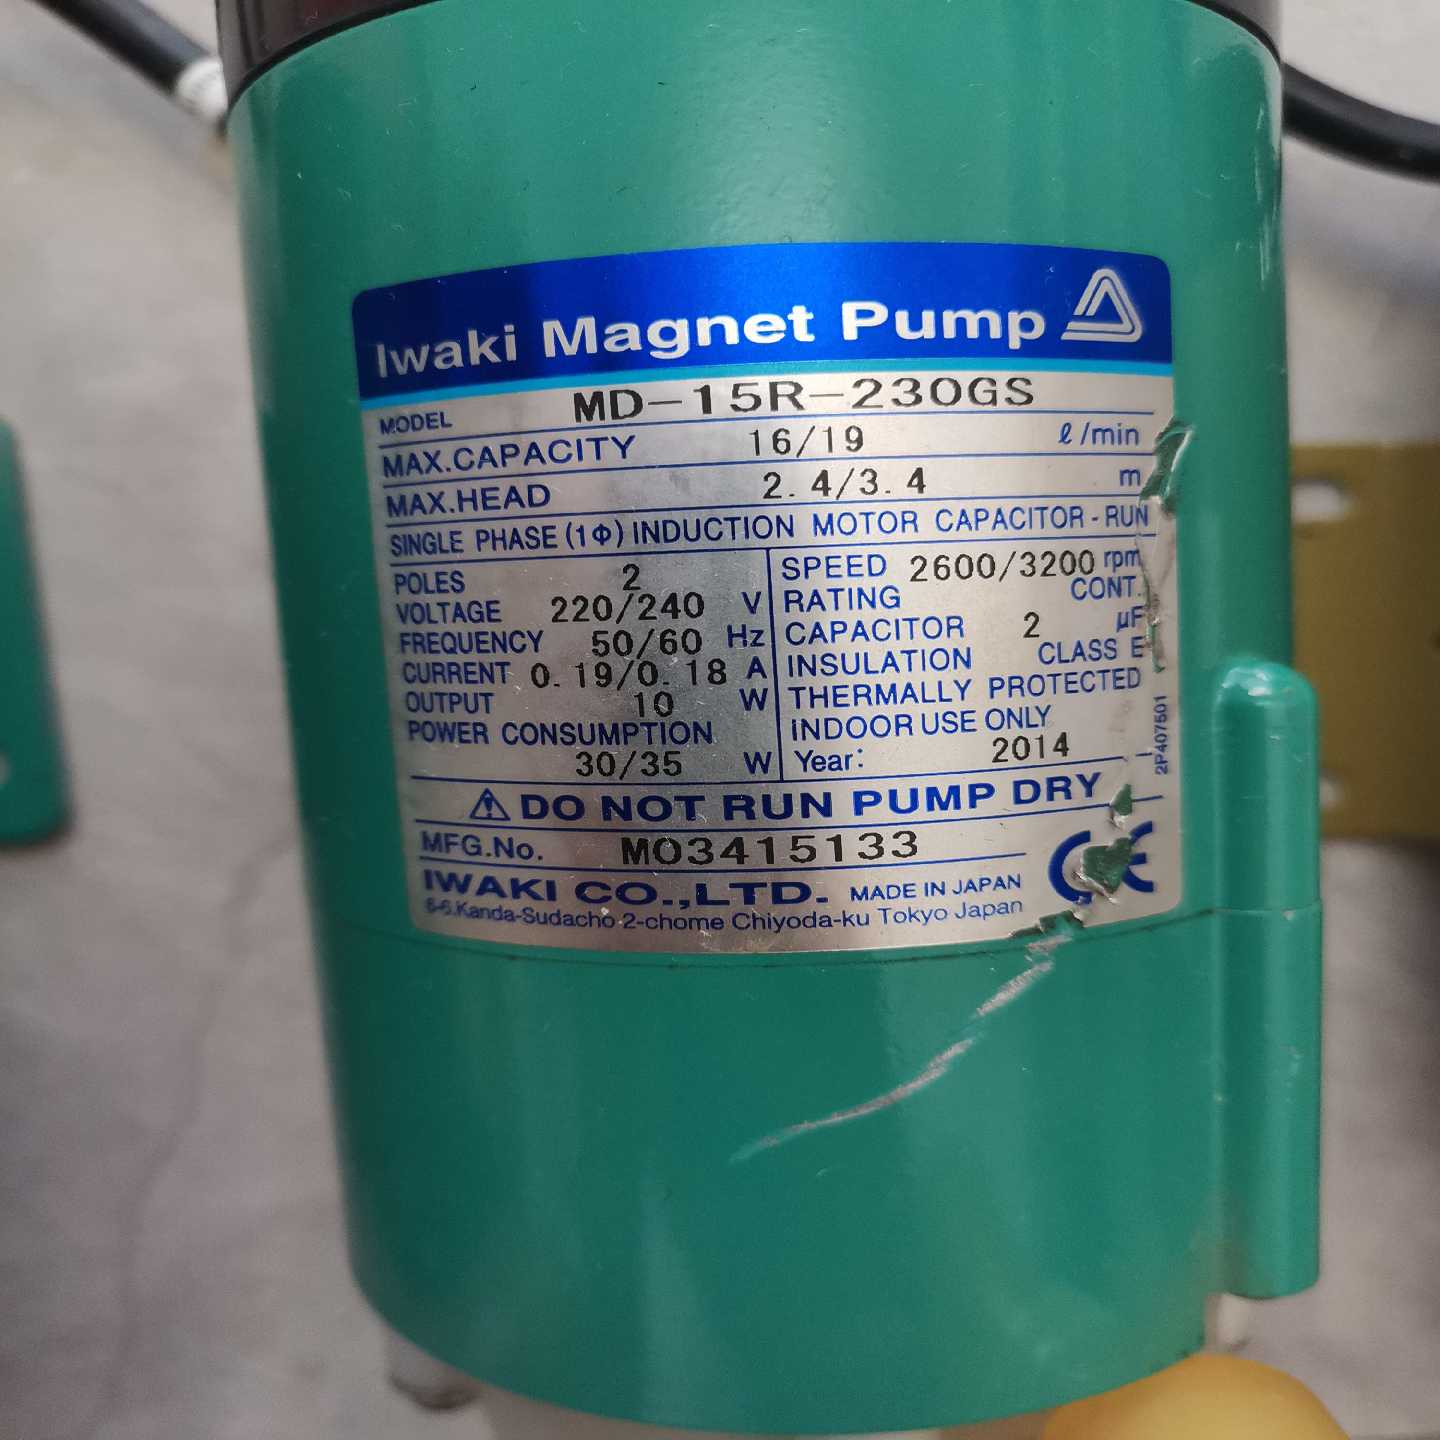 Iwaki Magnet Pump
MODEL MD-15R-230GS
MAX.CAPACITY 16/19 ℓ/min
MAX.HEAD 2.4/3.4 m
SINGLE PHASE (1Φ) INDUCTION MOTOR CAPACITOR-RUN
POLES 2
VOLTAGE 220/240 V
FREQUENCY 50/60 Hz
CURRENT 0.19/0.18 A
OUTPUT 10 W
POWER CONSUMPTION
30/35 W
SPEED 2600/3200 rpm
RATING CONT.
CAPACITOR 2 µF
INSULATION CLASS E
THERMALLY PROTECTED
INDOOR USE ONLY
Year: 2014
2P407501
⚠ DO NOT RUN PUMP DRY
MFG.No. M03415133
IWAKI CO.,LTD. MADE IN JAPAN
6-6.Kanda-Sudacho 2-chome Chiyoda-ku Tokyo Japan
CE